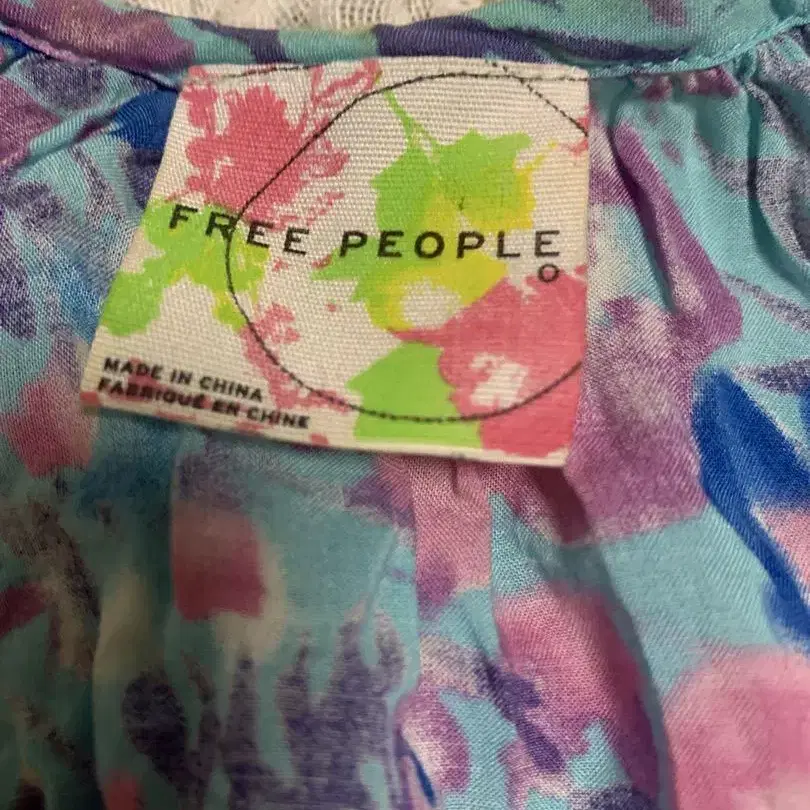 FREE PEOPLE
O
MADE IN CHINA
FABRIQUÉ EN CHINE